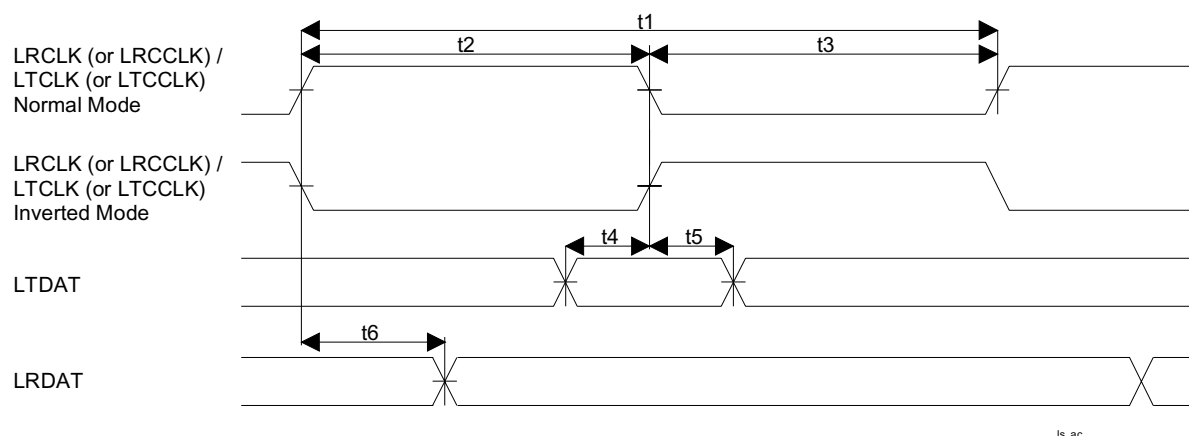 t1
t2
t3
LRCLK (or LRCCLK) /
LTCLK (or LTCCLK)
Normal Mode
LRCLK (or LRCCLK) /
LTCLK (or LTCCLK)
Inverted Mode
t4
t5
LTDAT
t6
LRDAT
ls_ac